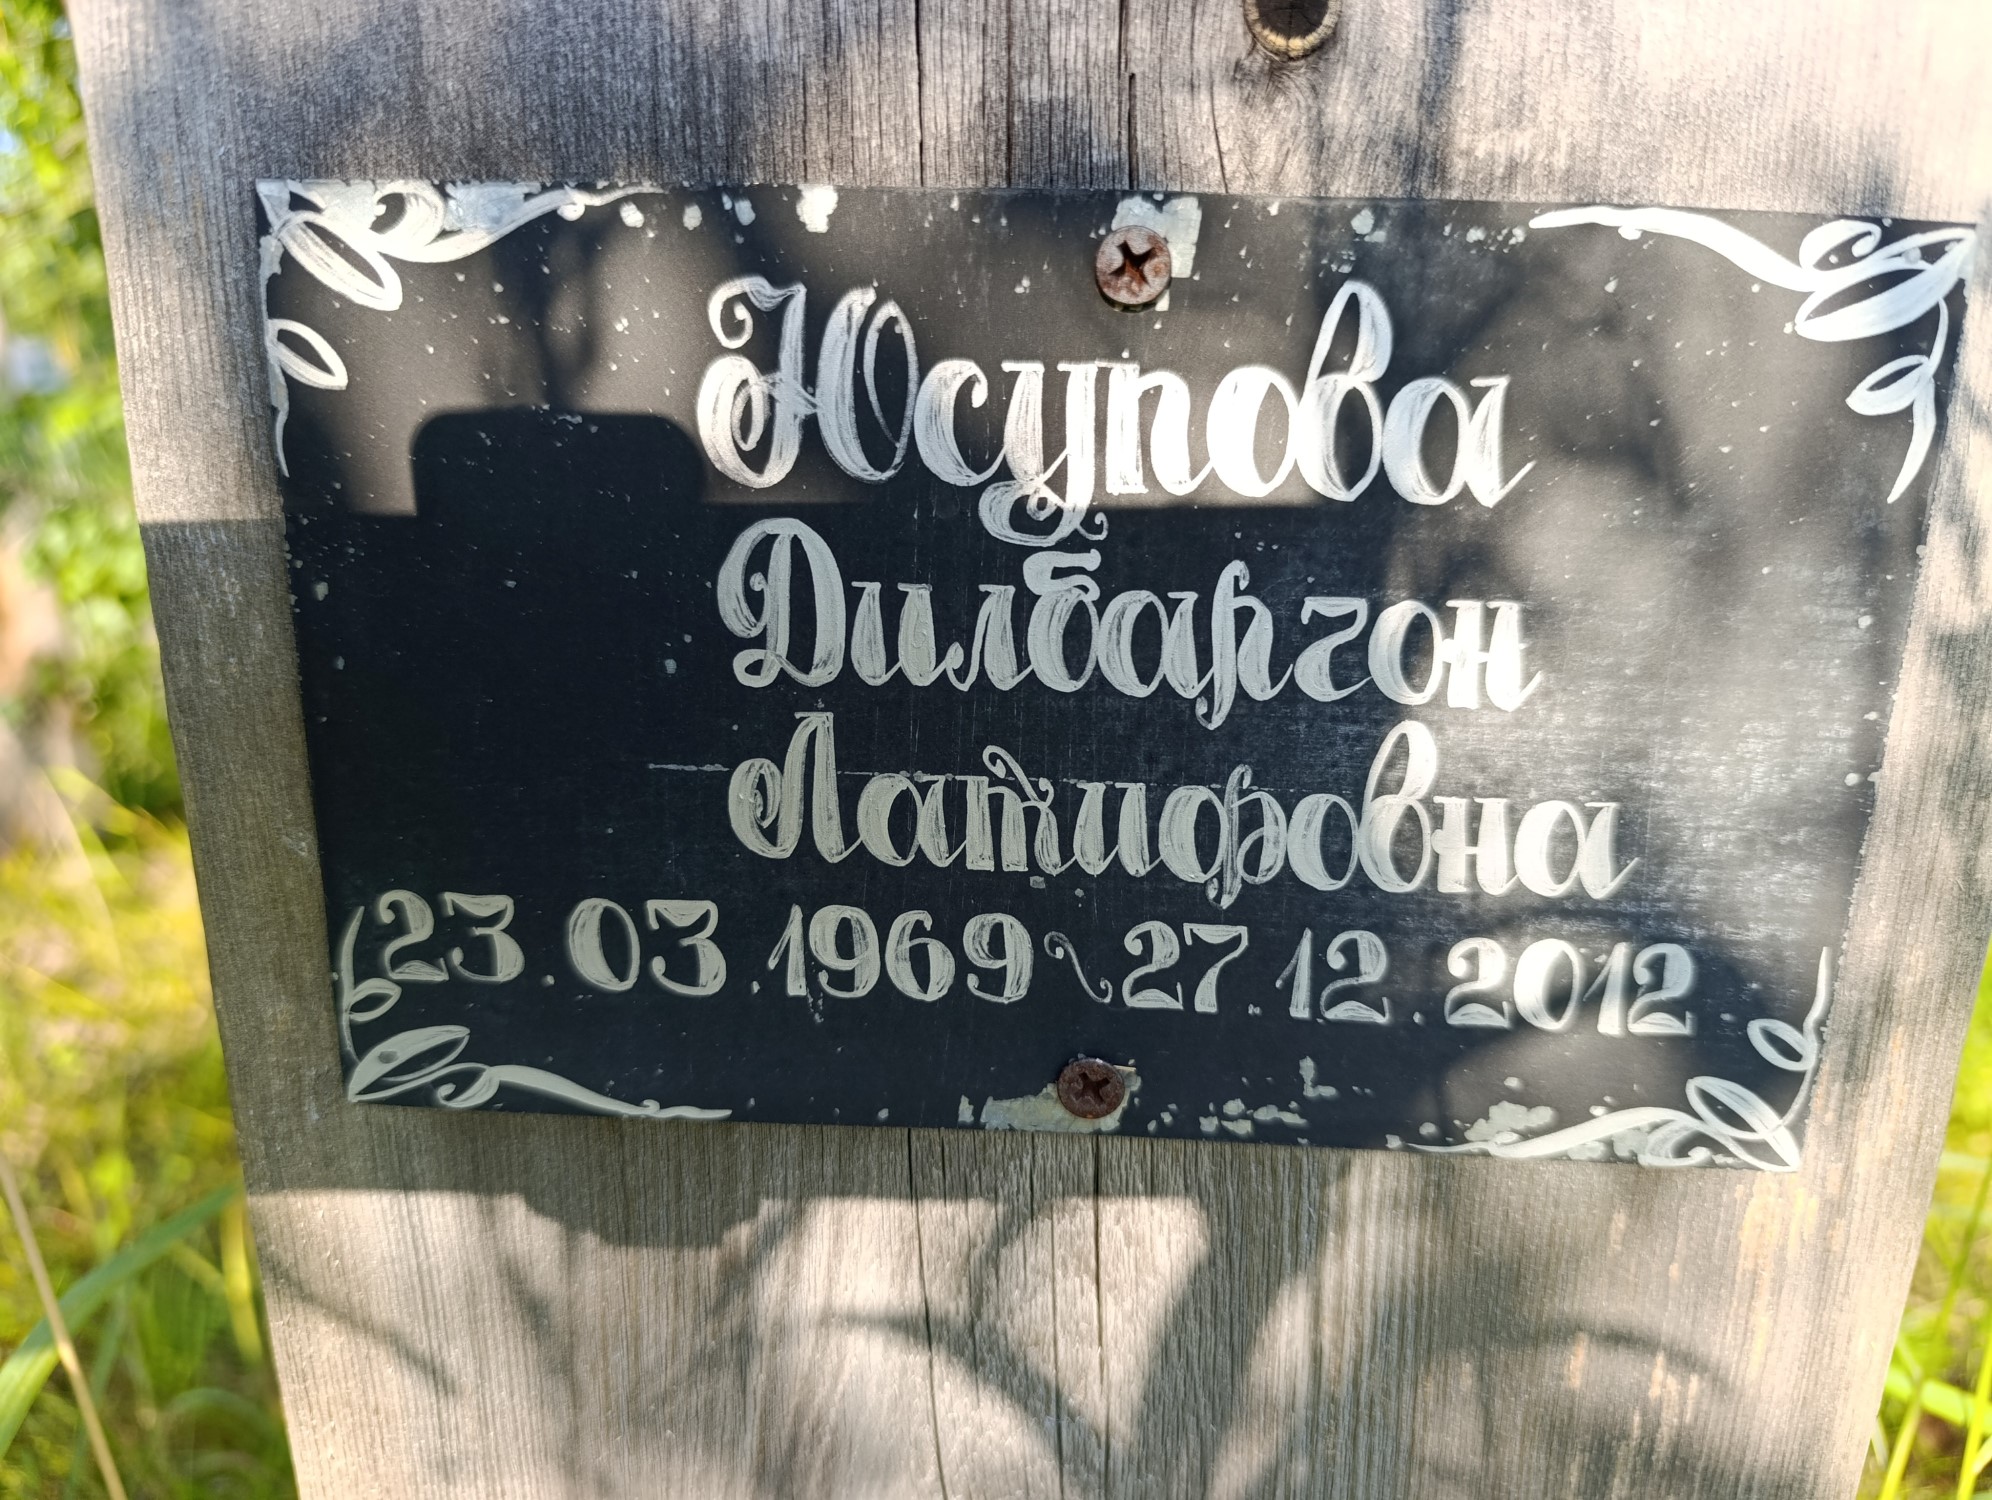 Юсупова
Дилбаргон
Латифовна
23.03.1969~27.12.2012